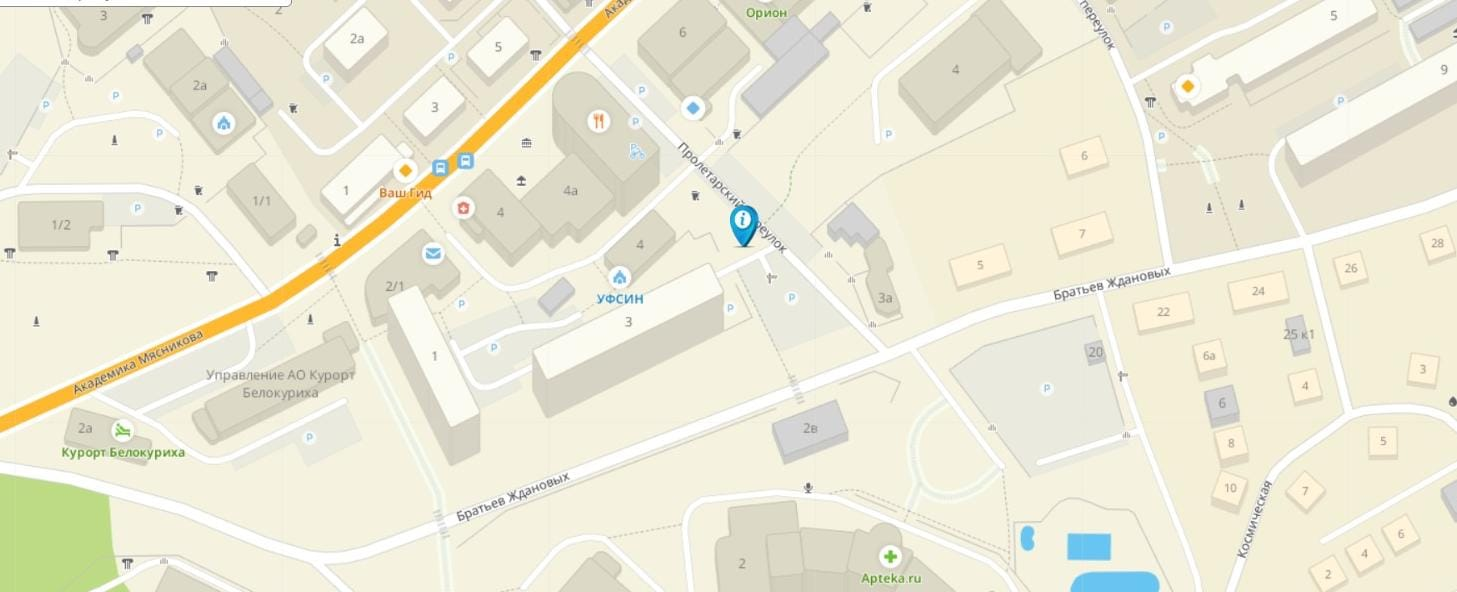 Орион
3
2
2а
5
6
5
переулок
4
9
2а
3
Пролетарский переулок
6
1
Ваш Гид
4а
1/1
4
1/2
4
7
5
28
26
2/1
УФСИН
3
3а
Братьев Ждановых
24
22
20
25 к1
1
6а
3
4
Академика Мясникова
Управление АО Курорт
Белокуриха
6
2а
Курорт Белокуриха
2в
8
5
10
7
Братьев Ждановых
Космическая
6
4
2
2
Apteka.ru